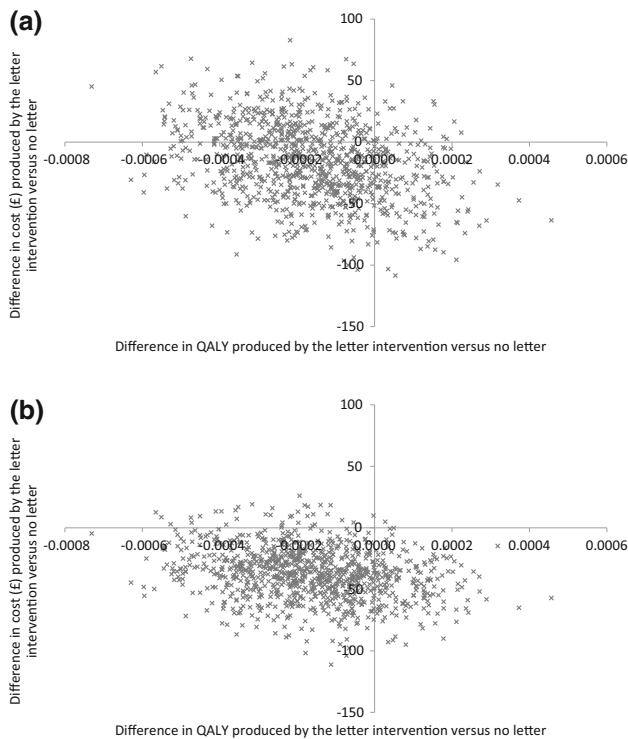 (a)
Difference in cost (£) produced by the letter
intervention versus no letter
100
50
0
-0.0008 -0.0006 -0.0004 -0.0002 0.0000 0.0002 0.0004 0.0006
-50
-100
-150
Difference in QALY produced by the letter intervention versus no letter
(b)
Difference in cost (£) produced by the letter
intervention versus no letter
100
50
0
-0.0008 -0.0006 -0.0004 -0.0002 0.0000 0.0002 0.0004 0.0006
-50
-100
-150
Difference in QALY produced by the letter intervention versus no letter